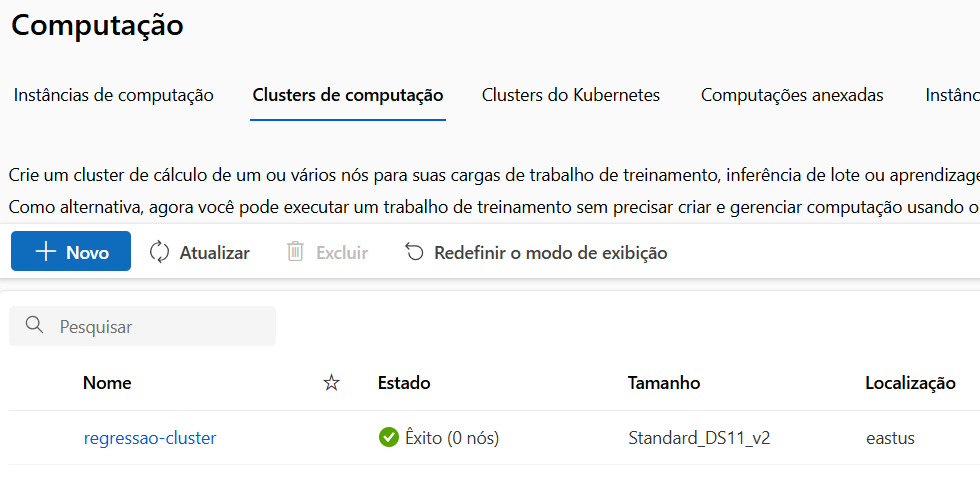 Computação
Instâncias de computação Clusters de computação Clusters do Kubernetes Computações anexadas Instânc
Crie um cluster de cálculo de um ou vários nós para suas cargas de trabalho de treinamento, inferência de lote ou aprendizage
Como alternativa, agora você pode executar um trabalho de treinamento sem precisar criar e gerenciar computação usando o
Novo Atualizar Excluir Redefinir o modo de exibição
Pesquisar
Nome Estado Tamanho Localização
regressao-cluster Êxito (0 nós) Standard_DS11_v2 eastus